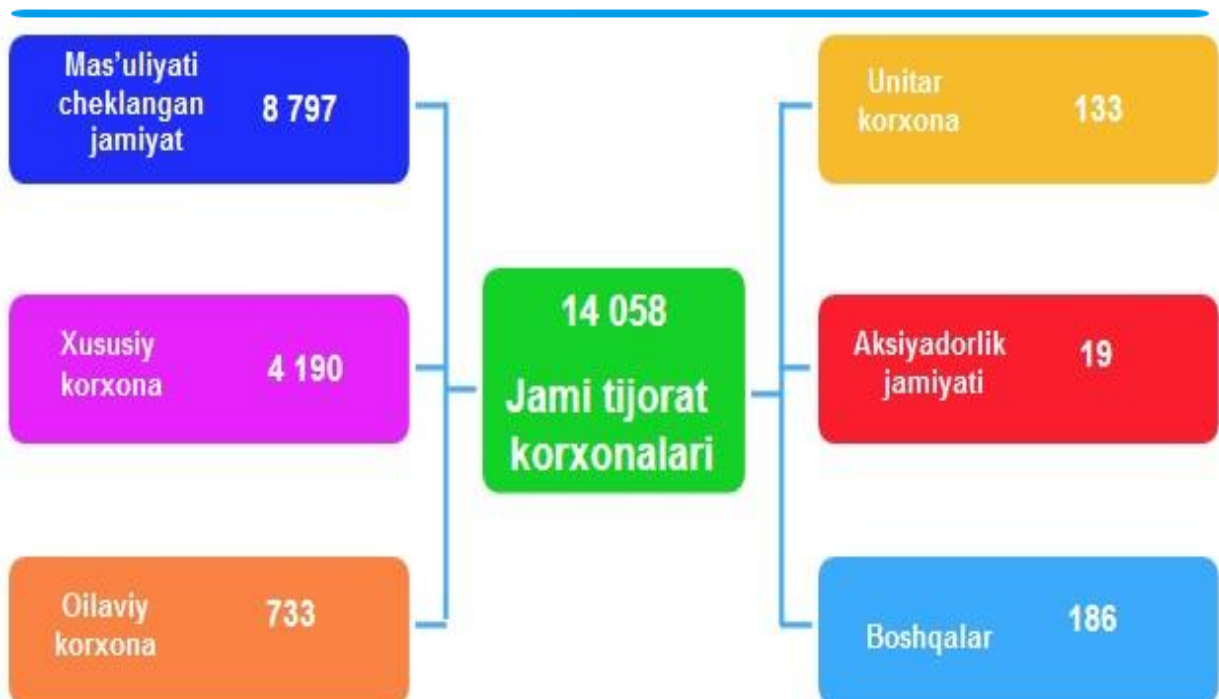 Mas’uliyati
cheklangan
jamiyat
8 797
Xususiy
korxona
4 190
Oilaviy
korxona
733
14 058
Jami tijorat
korxonalari
Unitar
korxona
133
Aksiyadorlik
jamiyati
19
Boshqalar
186